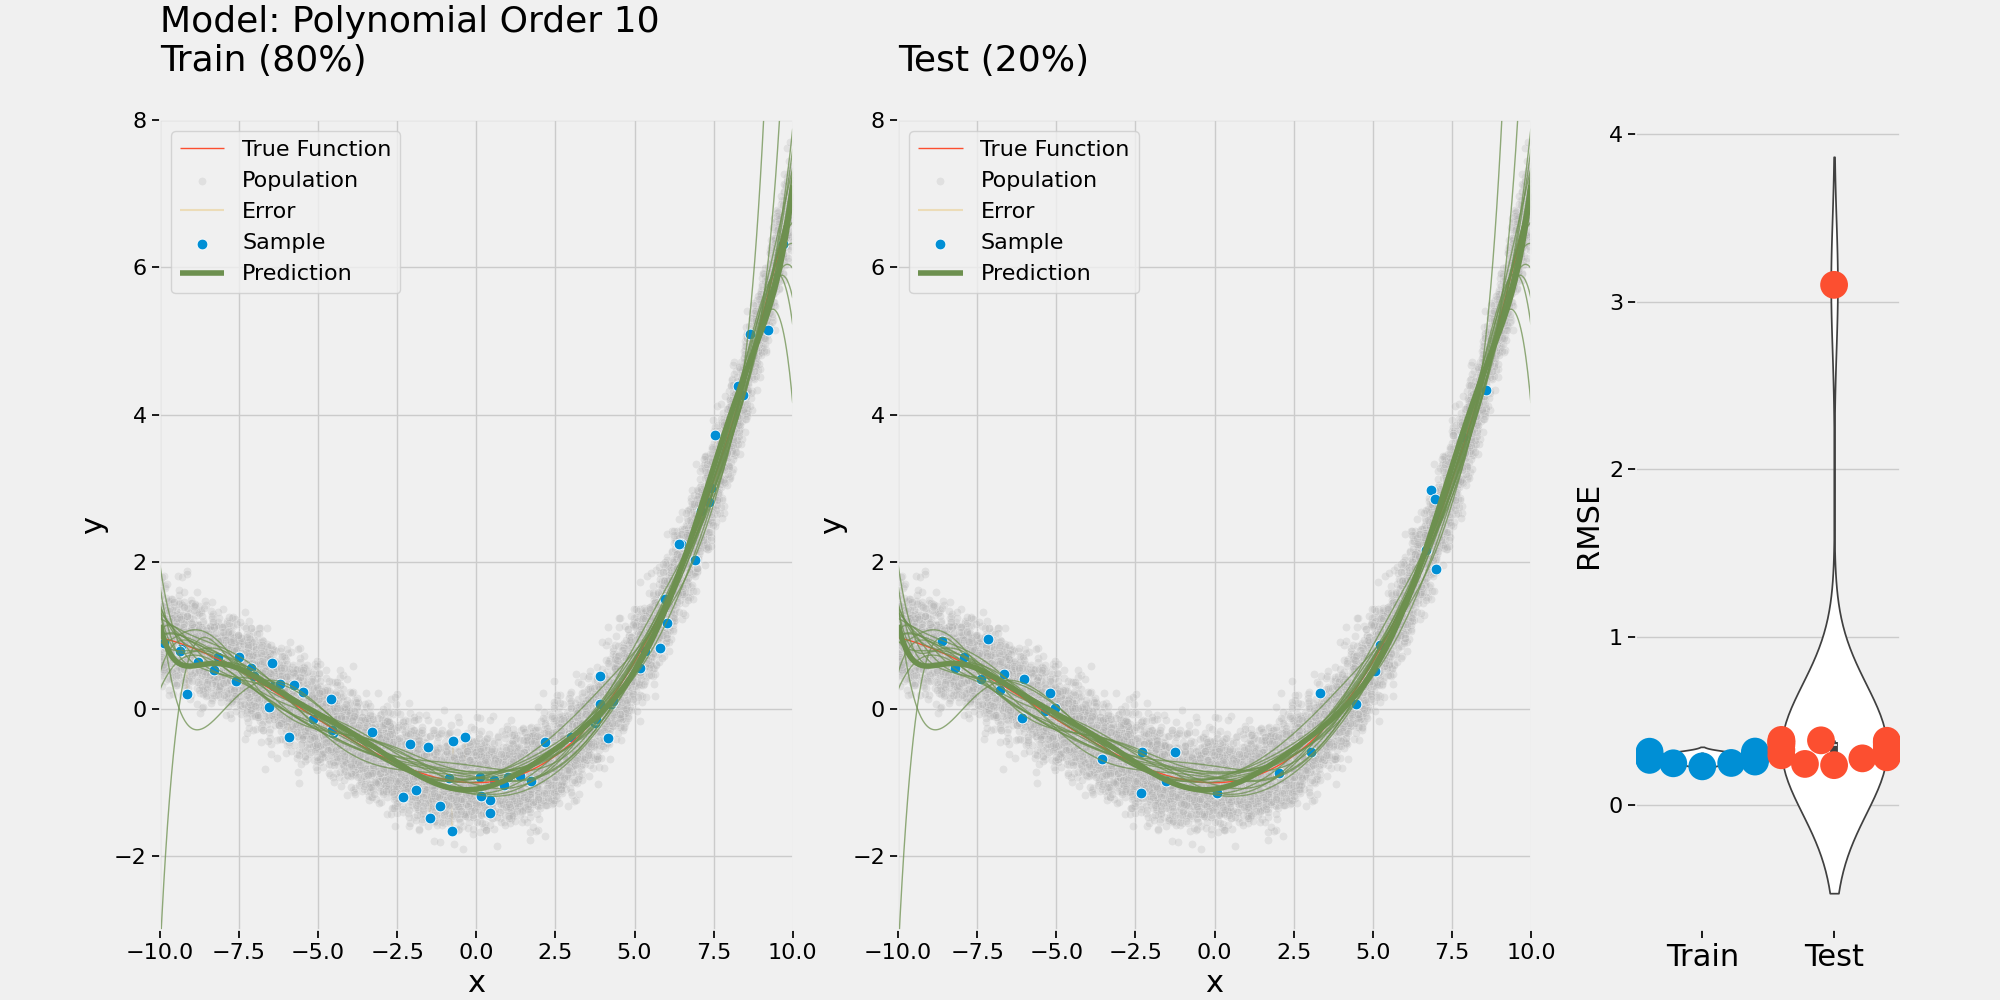 Model: Polynomial Order 10
Train (80%)
Test (20%)
8
6
4
2
0
−2
y
True Function
Population
Error
Sample
Prediction
−10.0 −7.5 −5.0 −2.5 0.0 2.5 5.0 7.5 10.0
x
8
6
4
2
0
−2
y
True Function
Population
Error
Sample
Prediction
−10.0 −7.5 −5.0 −2.5 0.0 2.5 5.0 7.5 10.0
x
4
3
2
1
0
RMSE
Train Test